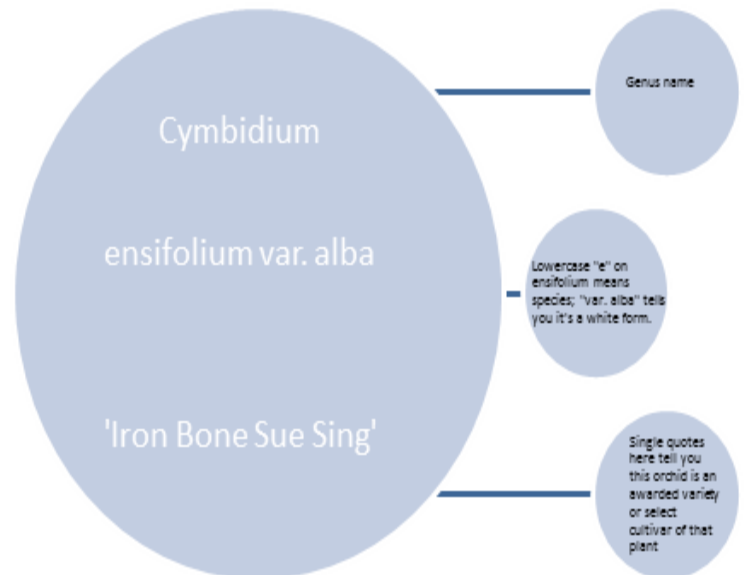 Cymbidium
ensifolium var. alba
'Iron Bone Sue Sing'
Genus name
Lowercase "e" on
ensifolium means
species; "var. alba" tells
you it's a white form.
Single quotes
here tell you
this orchid is an
awarded variety
or select
cultivar of that
plant